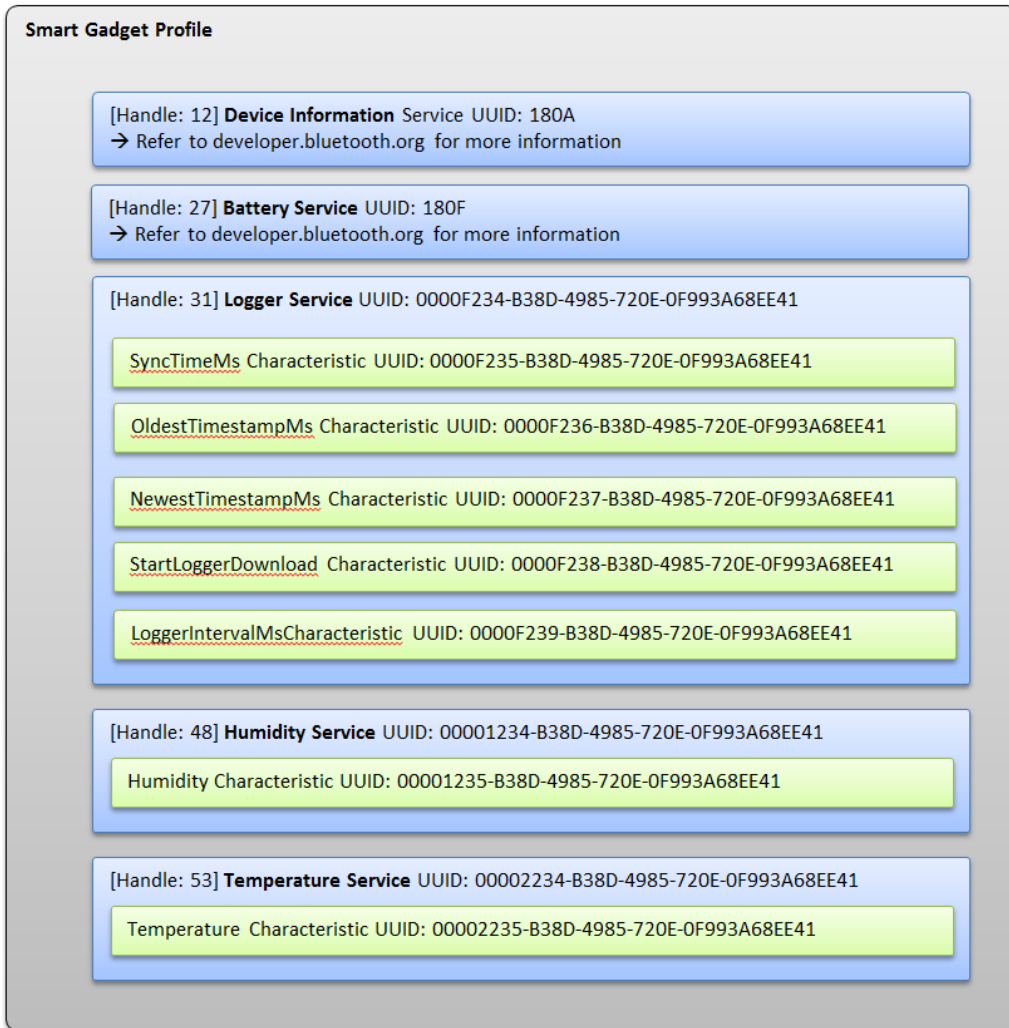 Smart Gadget Profile
[Handle: 12] Device Information Service UUID: 180A
→ Refer to developer.bluetooth.org for more information
[Handle: 27] Battery Service UUID: 180F
→ Refer to developer.bluetooth.org for more information
[Handle: 31] Logger Service UUID: 0000F234-B38D-4985-720E-0F993A68EE41
SyncTimeMs Characteristic UUID: 0000F235-B38D-4985-720E-0F993A68EE41
OldestTimestampMs Characteristic UUID: 0000F236-B38D-4985-720E-0F993A68EE41
NewestTimestampMs Characteristic UUID: 0000F237-B38D-4985-720E-0F993A68EE41
StartLoggerDownload Characteristic UUID: 0000F238-B38D-4985-720E-0F993A68EE41
LoggerIntervalMsCharacteristic UUID: 0000F239-B38D-4985-720E-0F993A68EE41
[Handle: 48] Humidity Service UUID: 00001234-B38D-4985-720E-0F993A68EE41
Humidity Characteristic UUID: 00001235-B38D-4985-720E-0F993A68EE41
[Handle: 53] Temperature Service UUID: 00002234-B38D-4985-720E-0F993A68EE41
Temperature Characteristic UUID: 00002235-B38D-4985-720E-0F993A68EE41